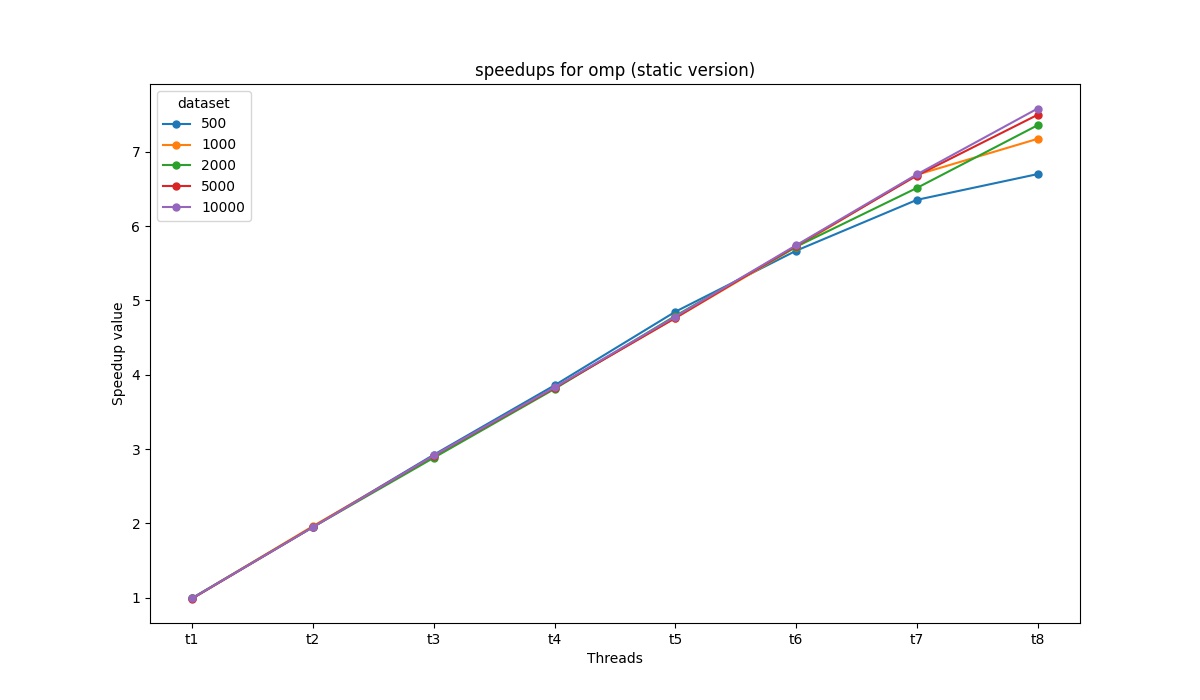 speedups for omp (static version)
dataset
500
1000
2000
5000
10000
Speedup value
7
6
5
4
3
2
1
t1 t2 t3 t4 t5 t6 t7 t8
Threads